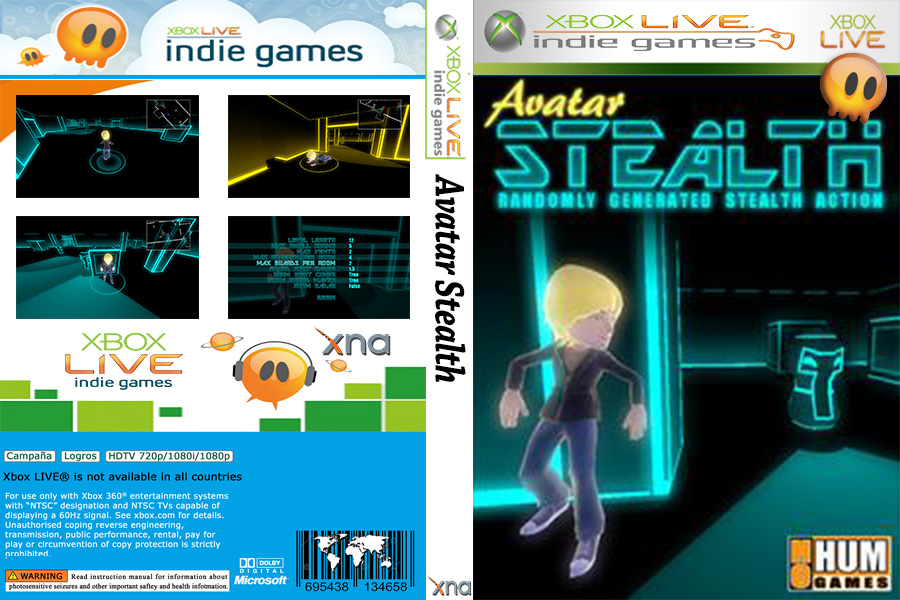 XBOX LIVE
indie games
XBOX LIVE
indie games
xna
Campaña Logros HDTV 720p/1080i/1080p
Xbox LIVE® is not available in all countries
For use only with Xbox 360® entertainment systems
with "NTSC" designation and NTSC TVs capable of
displaying a 60Hz signal. See xbox.com for details.
Unauthorised coping reverse engineering,
transmission, public performance, rental, pay for
play or circumvention of copy protection is strictly
prohibited.
WARNING Read instruction manual for information about
photosensitive seizures and other important saftey and health infotmation.
DOLBY
DIGITAL
Microsoft
695438 134658
XBOX LIVE
indie games
Avatar Stealth
xna
XBOX LIVE
indie games
XBOX
LIVE
Avatar
STEALTH
RANDOMLY GENERATED STEALTH ACTION
HUM
GAMES